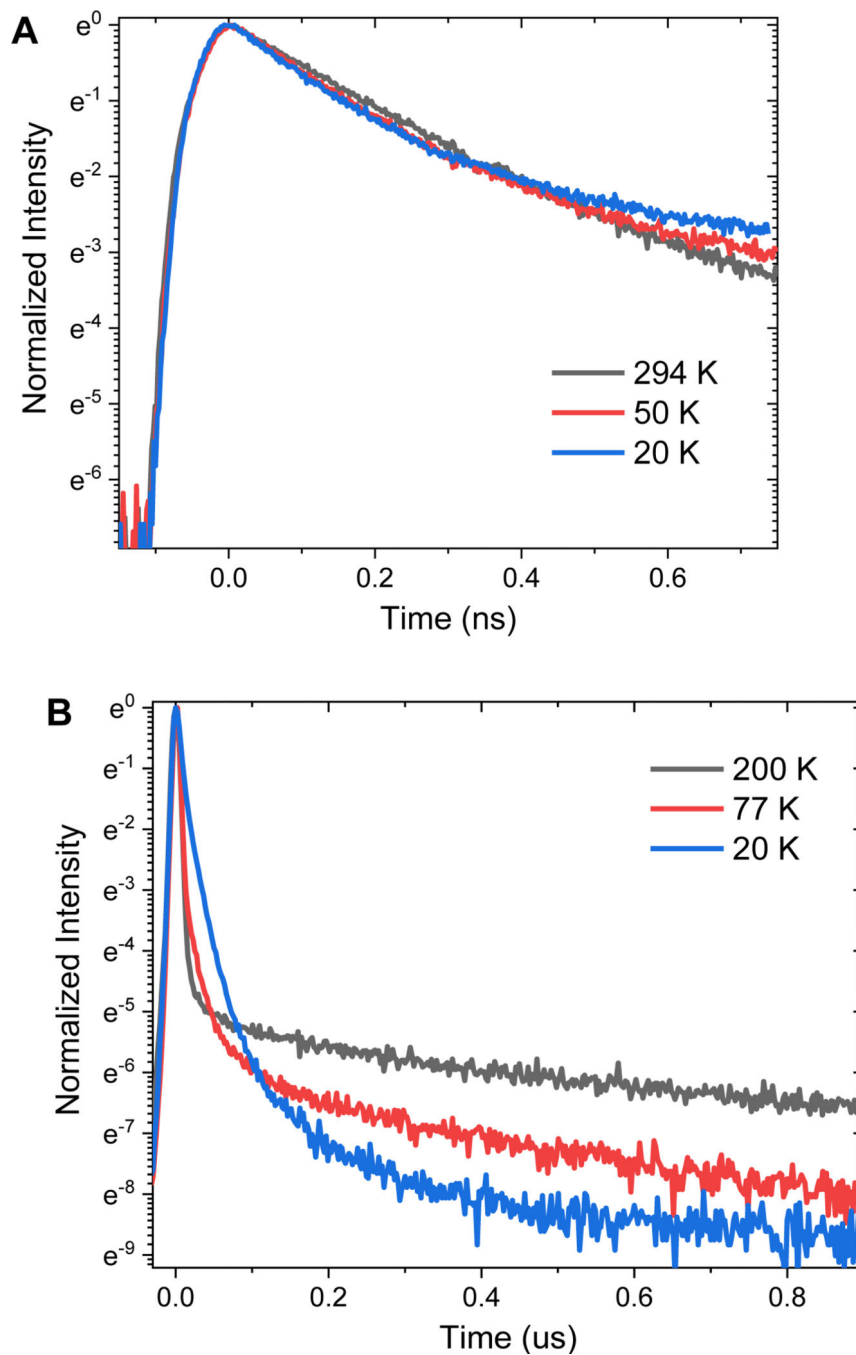 A
Normalized Intensity
e0
e-1
e-2
e-3
e-4
e-5
e-6
294 K
50 K
20 K
0.0 0.2 0.4 0.6
Time (ns)
B
Normalized Intensity
e0
e-1
e-2
e-3
e-4
e-5
e-6
e-7
e-8
e-9
200 K
77 K
20 K
0.0 0.2 0.4 0.6 0.8
Time (us)